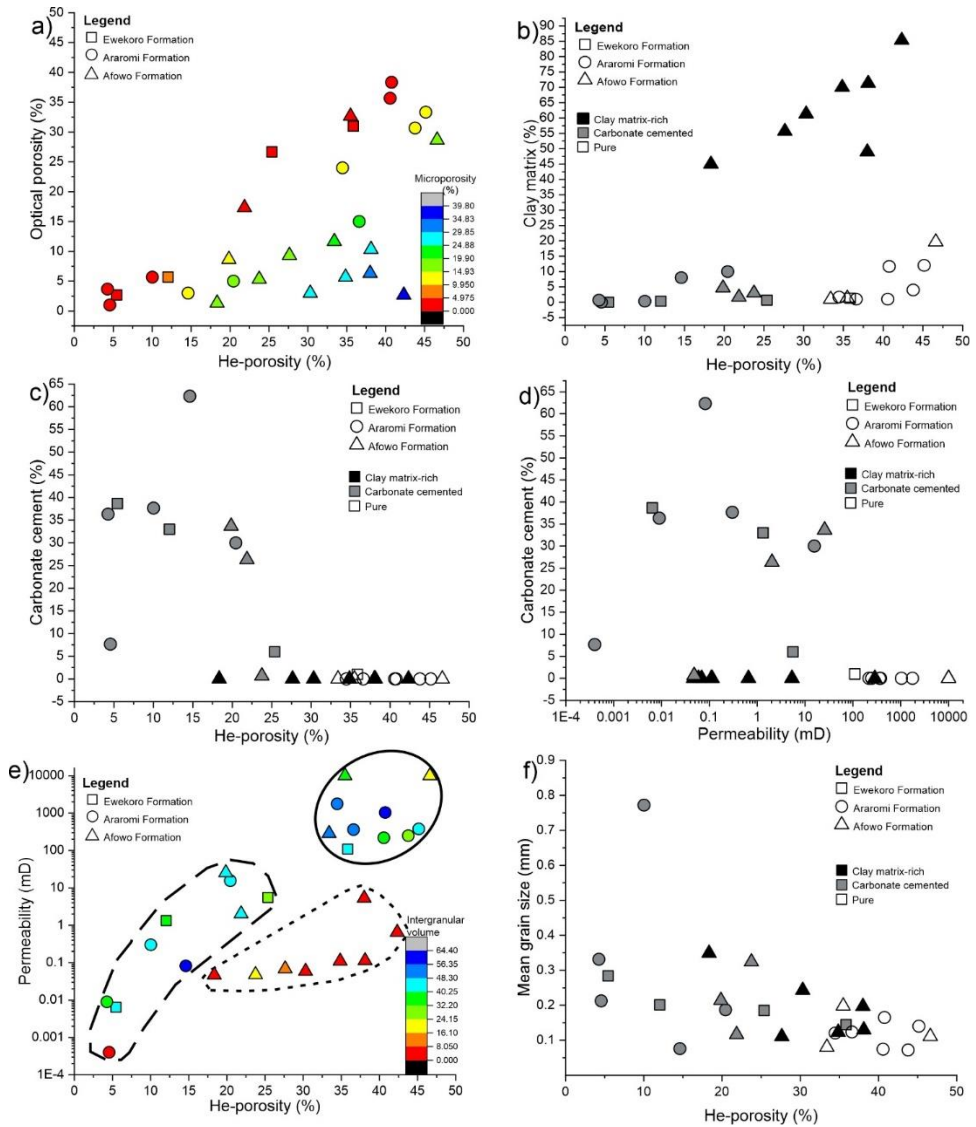 a)
Legend
Ewekoro Formation
Araromi Formation
Afowo Formation
Optical porosity (%)
50
45
40
35
30
25
20
15
10
5
0
Microporosity
(%)
39.80
34.83
29.85
24.88
19.90
14.93
9.950
4.975
0.000
0 5 10 15 20 25 30 35 40 45 50
He-porosity (%)
b)
Legend
Ewekoro Formation
Araromi Formation
Afowo Formation
Clay matrix-rich
Carbonate cemented
Pure
Clay matrix (%)
90
85
80
75
70
65
60
55
50
45
20
15
10
5
0
-5
0 5 10 15 20 25 30 35 40 45 50
He-porosity (%)
c)
Legend
Ewekoro Formation
Araromi Formation
Afowo Formation
Clay matrix-rich
Carbonate cemented
Pure
Carbonate cement (%)
65
60
55
50
45
40
35
30
25
20
15
10
5
0
-5
0 5 10 15 20 25 30 35 40 45 50
He-porosity (%)
d)
Legend
Ewekoro Formation
Araromi Formation
Afowo Formation
Clay matrix-rich
Carbonate cemented
Pure
Carbonate cement (%)
65
60
55
50
45
40
35
30
25
20
15
10
5
0
-5
1E-4 0.001 0.01 0.1 1 10 100 1000 10000
Permeability (mD)
e)
Legend
Ewekoro Formation
Araromi Formation
Afowo Formation
Permeability (mD)
10000
1000
100
10
1
0.1
0.01
0.001
1E-4
Intergranular
volume
64.40
56.35
48.30
40.25
32.20
24.15
16.10
8.050
0.000
0 5 10 15 20 25 30 35 40 45 50
He-porosity (%)
f)
Legend
Ewekoro Formation
Araromi Formation
Afowo Formation
Clay matrix-rich
Carbonate cemented
Pure
Mean grain size (mm)
0.9
0.8
0.7
0.6
0.5
0.4
0.3
0.2
0.1
0 10 20 30 40 50
He-porosity (%)